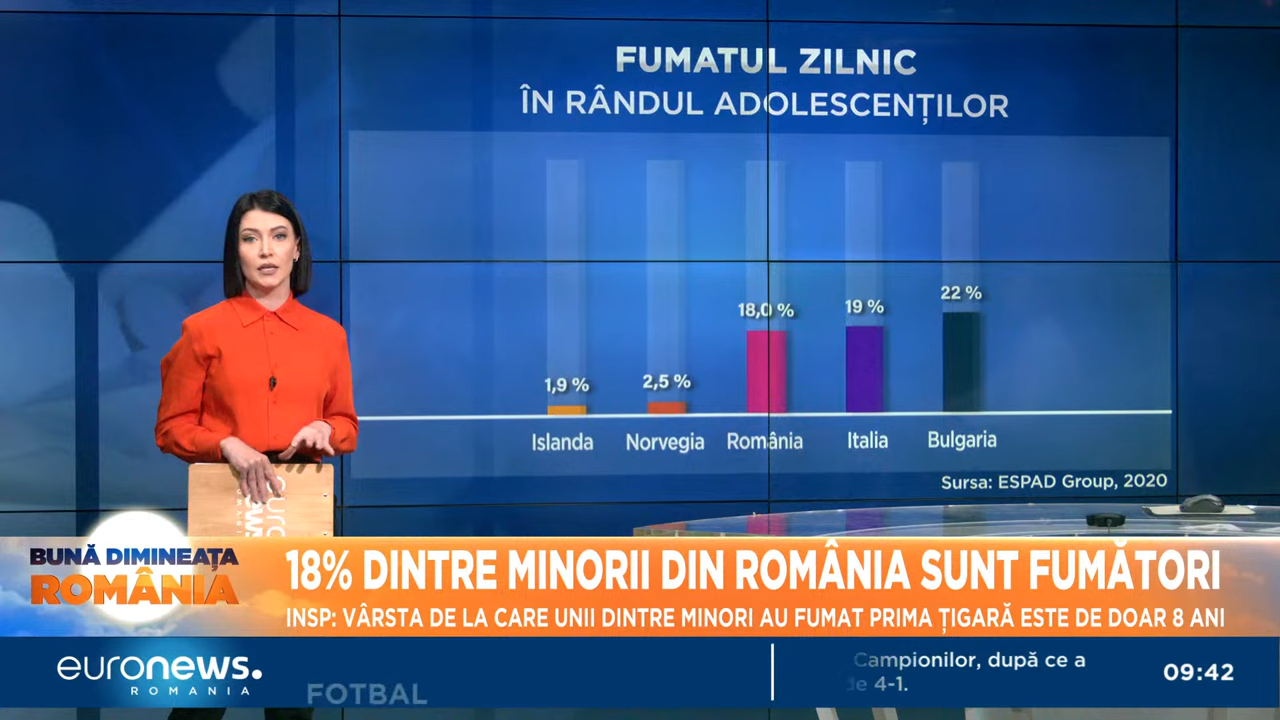 FUMATUL ZILNIC
ÎN RÂNDUL ADOLESCENȚILOR
1,9 %
2,5 %
18,0 %
19 %
22 %
Islanda
Norvegia
România
Italia
Bulgaria
Sursa: ESPAD Group, 2020
BUNĂ DIMINEAȚA
ROMÂNIA
18% DINTRE MINORII DIN ROMÂNIA SUNT FUMĂTORI
INSP: VÂRSTA DE LA CARE UNII DINTRE MINORI AU FUMAT PRIMA ȚIGARĂ ESTE DE DOAR 8 ANI
euronews.
ROMANIA
FOTBAL
Campionilor, după ce a
de 4-1.
09:42